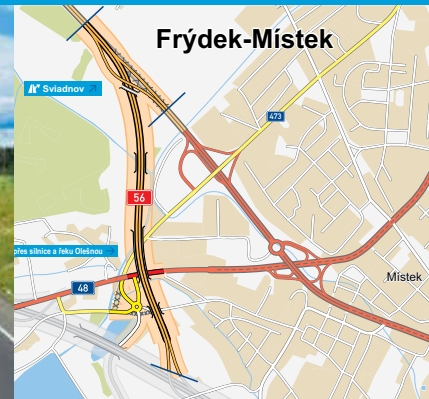 Frýdek-Místek
Sviadnov
473
56
přes silnice a řeku Olešnou
Místek
48